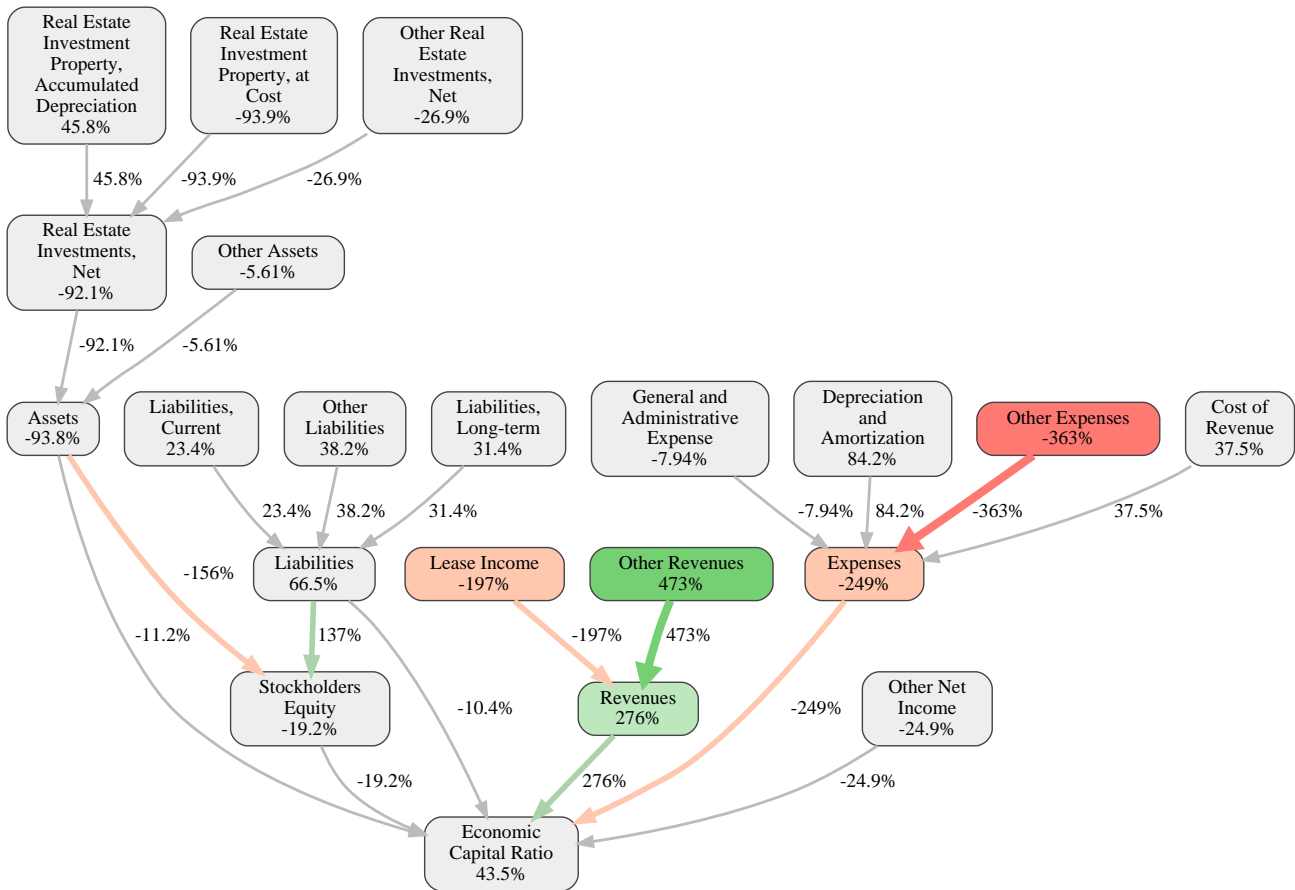 Real Estate
Investment
Property,
Accumulated
Depreciation
45.8%
Real Estate
Investment
Property, at
Cost
-93.9%
Other Real
Estate
Investments,
Net
-26.9%
45.8%
-93.9%
-26.9%
Real Estate
Investments,
Net
-92.1%
Other Assets
-5.61%
-92.1%
-5.61%
Assets
-93.8%
Liabilities,
Current
23.4%
Other
Liabilities
38.2%
Liabilities,
Long-term
31.4%
General and
Administrative
Expense
-7.94%
Depreciation
and
Amortization
84.2%
Other Expenses
-363%
Cost of
Revenue
37.5%
23.4%
38.2%
31.4%
-7.94%
84.2%
-363%
37.5%
Liabilities
66.5%
Lease Income
-197%
Other Revenues
473%
Expenses
-249%
-156%
-11.2%
137%
-10.4%
-197%
473%
-249%
Stockholders
Equity
-19.2%
Revenues
276%
Other Net
Income
-24.9%
-19.2%
276%
-24.9%
Economic
Capital Ratio
43.5%